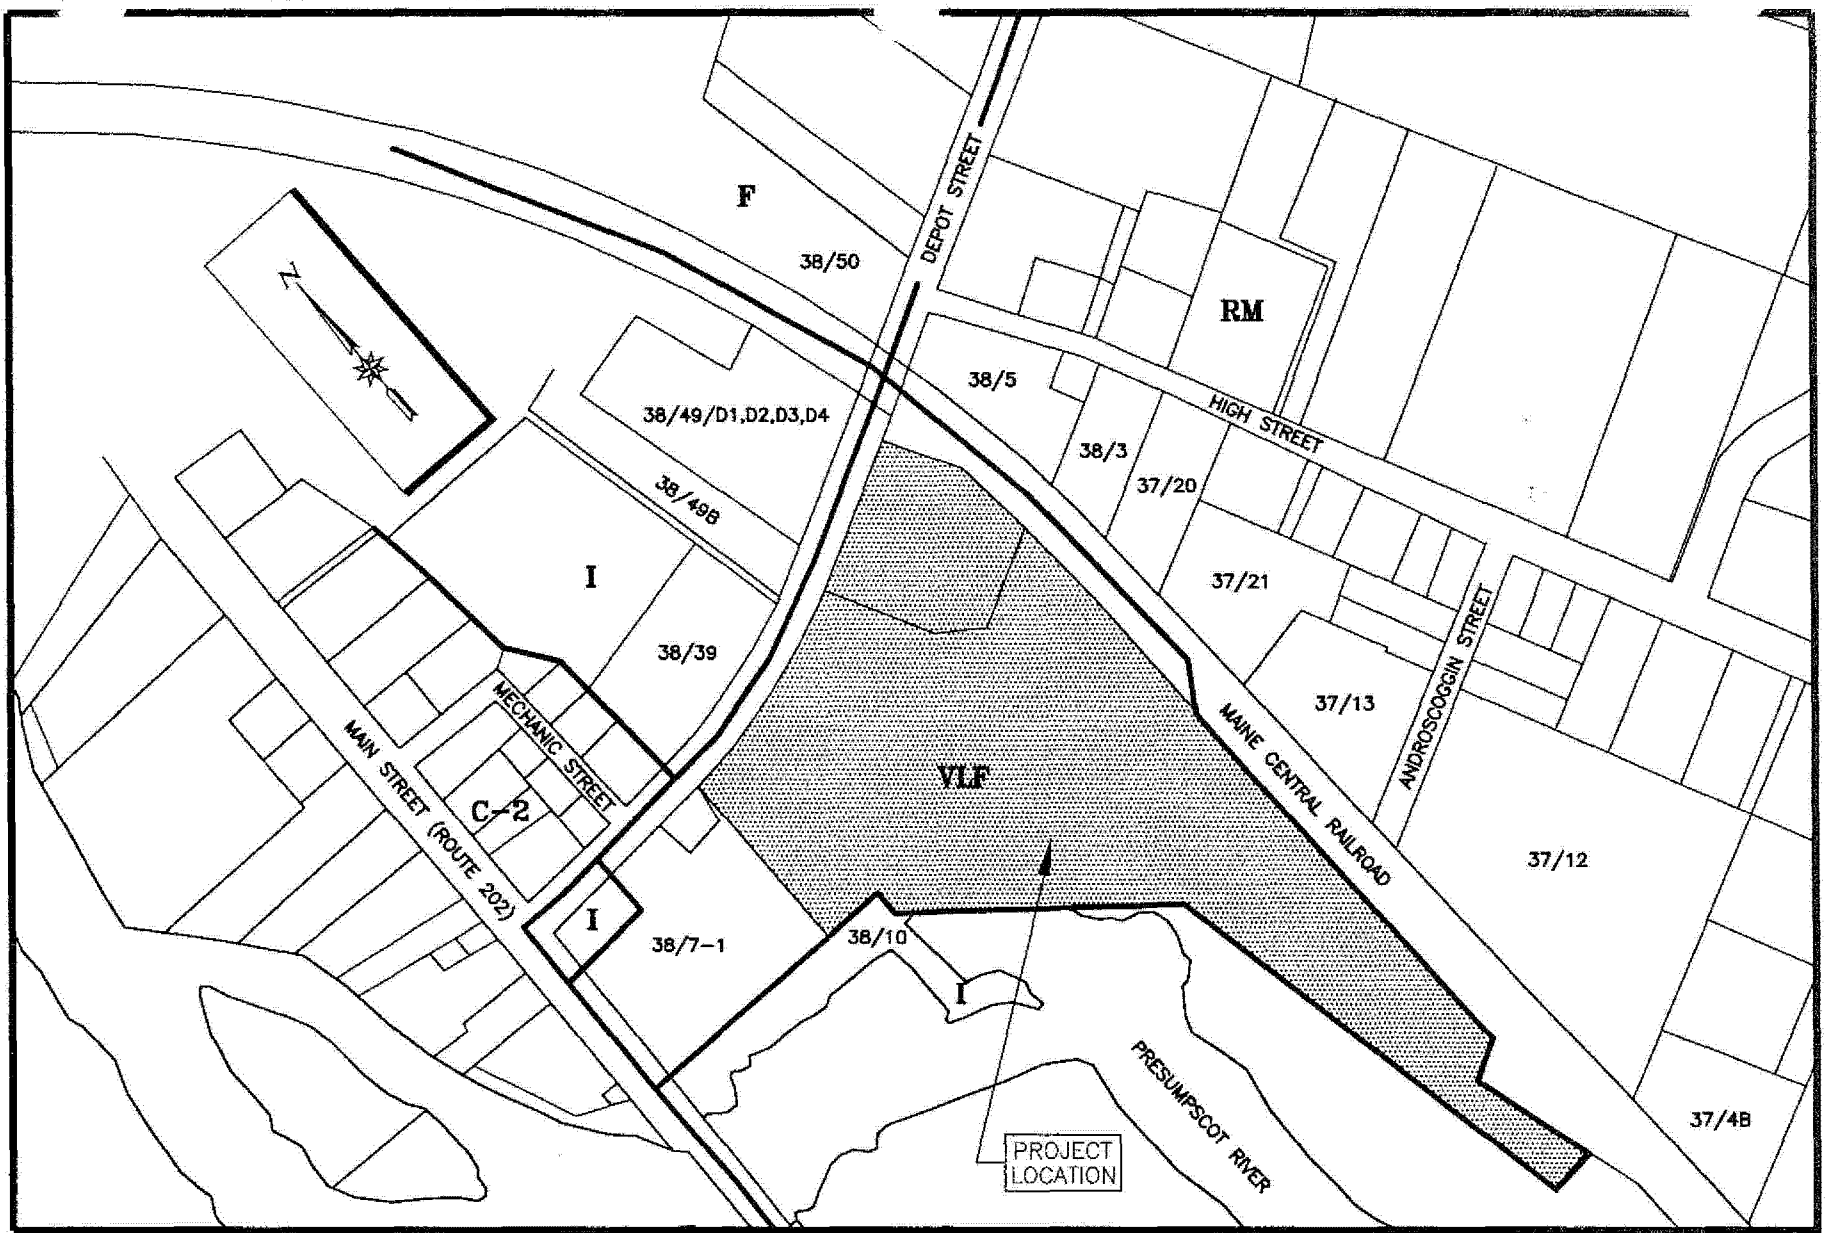 DEPOT STREET
F
38/50
N
RM
38/5
HIGH STREET
38/49/D1,D2,D3,D4
38/3
37/20
38/49B
I
37/21
38/39
ANDROSCOGGIN STREET
37/13
MECHANIC STREET
MAIN STREET (ROUTE 202)
MAINE CENTRAL RAILROAD
VLF
C-2
37/12
I
38/7-1
38/10
I
PRESUMPSCOT RIVER
37/4B
PROJECT
LOCATION